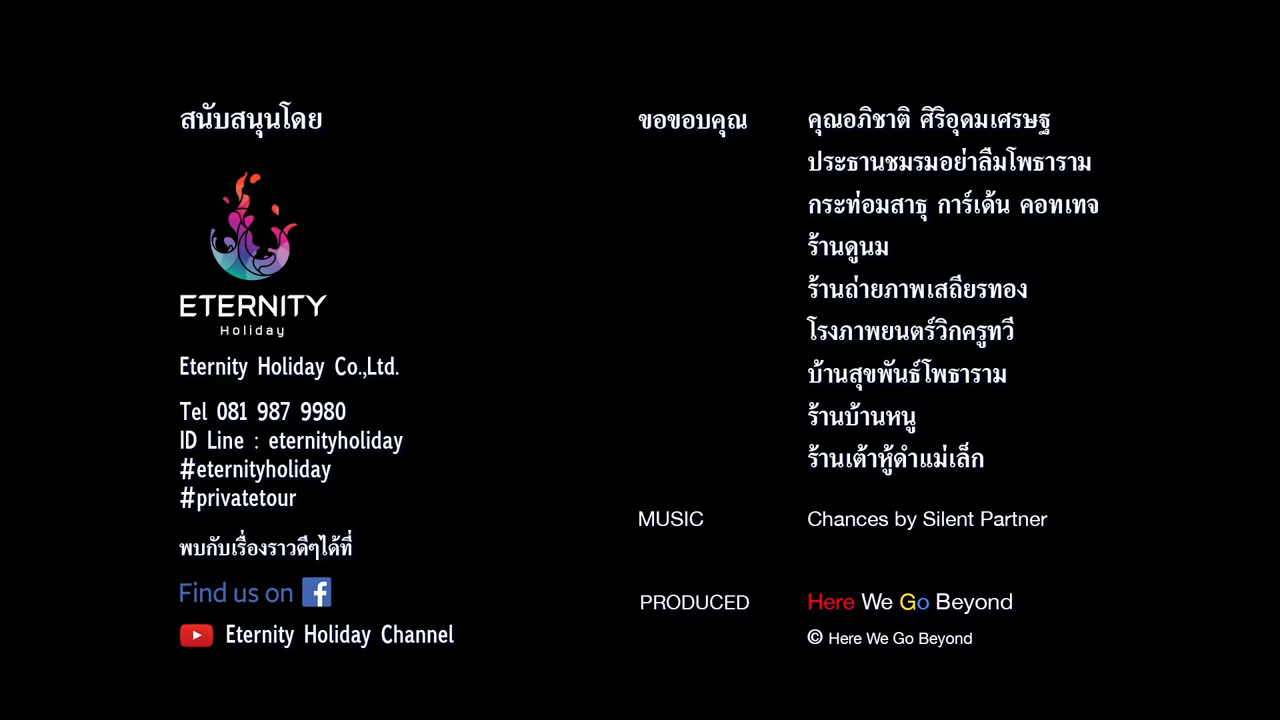 สนับสนุนโดย
ETERNITY
Holiday
Eternity Holiday Co.,Ltd.
Tel 081 987 9980
ID Line : eternityholiday
#eternityholiday
#privatetour
พบกับเรื่องราวดีๆได้ที่
Find us on f
Eternity Holiday Channel
ขอขอบคุณ คุณอภิชาติ ศิริอุดมเศรษฐ
ประธานชมรมอย่าลืมโพธาราม
กระท่อมสาธุ การ์เด้น คอทเทจ
ร้านดูนม
ร้านถ่ายภาพเสถียรทอง
โรงภาพยนตร์วิกครูทวี
บ้านสุขพันธ์โพธาราม
ร้านบ้านหนู
ร้านเต้าหู้ดำแม่เล็ก
MUSIC Chances by Silent Partner
PRODUCED Here We Go Beyond
© Here We Go Beyond